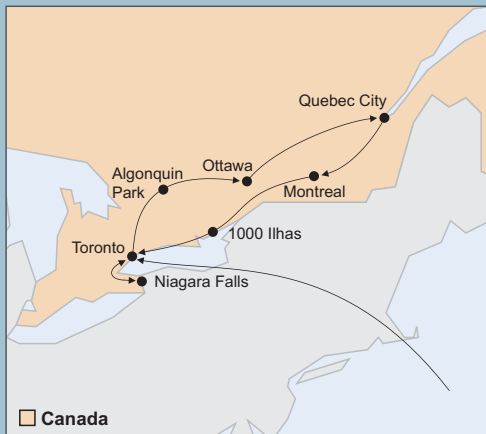 Quebec City
Ottawa
Algonquin
Park
Montreal
1000 Ilhas
Toronto
Niagara Falls
Canada